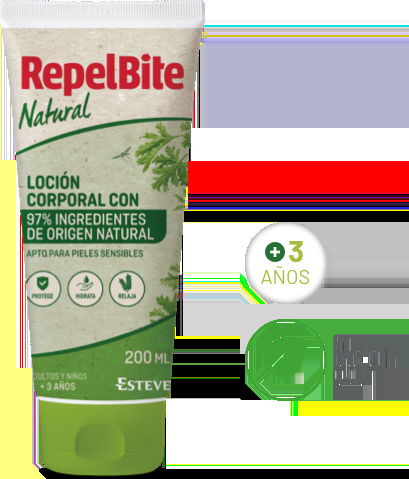 RepelBite
Natural
LOCIÓN
CORPORAL CON
97% INGREDIENTES
DE ORIGEN NATURAL
APTO PARA PIELES SENSIBLES
PROTEGE HIDRATA RELAJA
200 ML
Y NIÑOS
+ 3 AÑOS
ESTEVE
+3
AÑOS